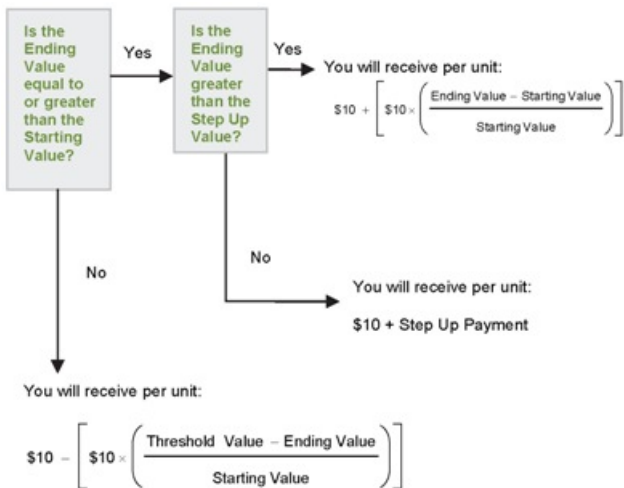 Is the
Ending
Value
equal to
or greater
than the
Starting
Value?
Yes
Is the
Ending
Value
greater
than the
Step Up
Value?
Yes
You will receive per unit:
$10 + [ $10 × ( Ending Value – Starting Value
Starting Value ) ]
No
You will receive per unit:
$10 + Step Up Payment
No
You will receive per unit:
$10 – [ $10 × ( Threshold Value – Ending Value
Starting Value ) ]